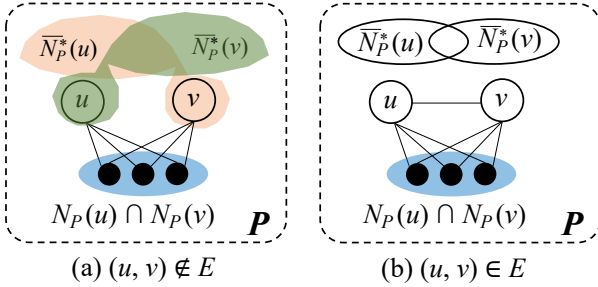 N̅*_P(u) N̅*_P(v) N̅*_P(u) N̅*_P(v)
u v u v
N_P(u) ∩ N_P(v) P N_P(u) ∩ N_P(v) P
(a) (u, v) ∉ E (b) (u, v) ∈ E